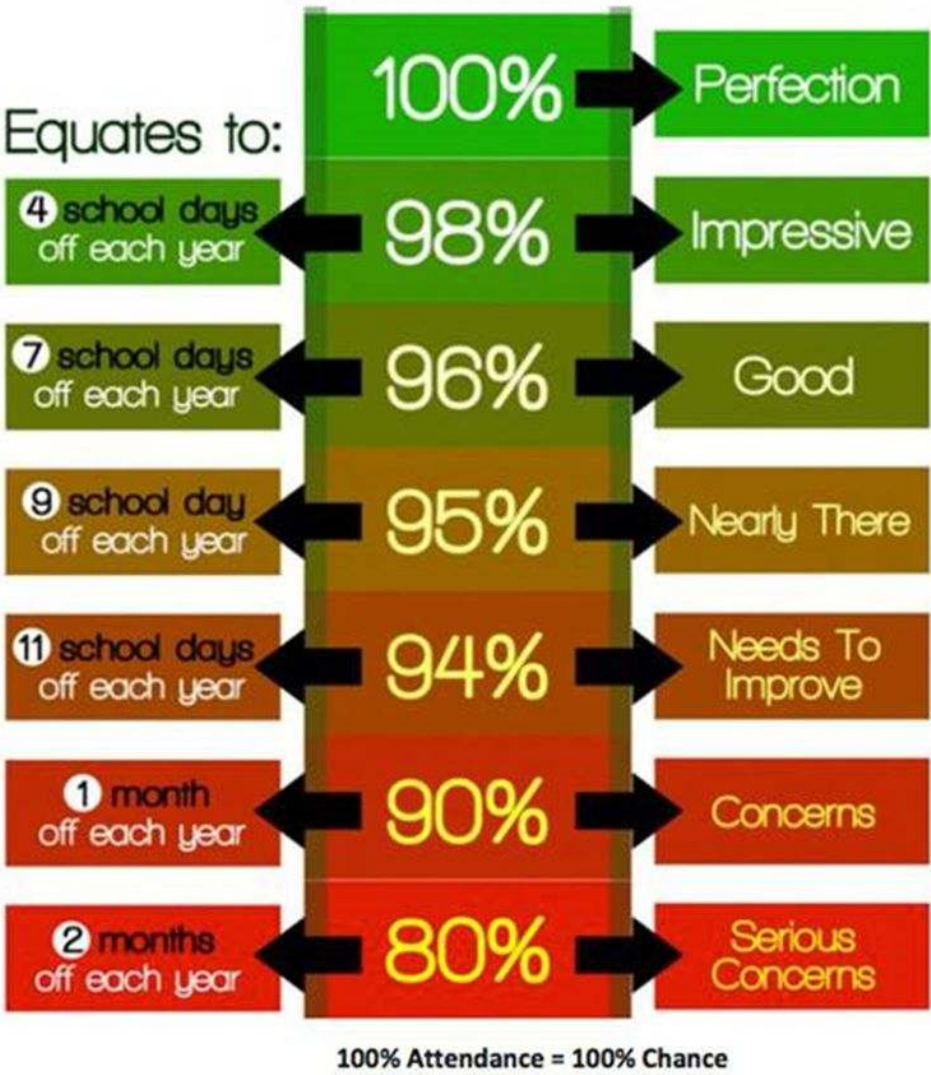 100%
Perfection
Equates to:
4 school days
off each year
98%
Impressive
7 school days
off each year
96%
Good
9 school day
off each year
95%
Nearly There
11 school days
off each year
94%
Needs To
Improve
1 month
off each year
90%
Concerns
2 months
off each year
80%
Serious
Concerns
100% Attendance = 100% Chance